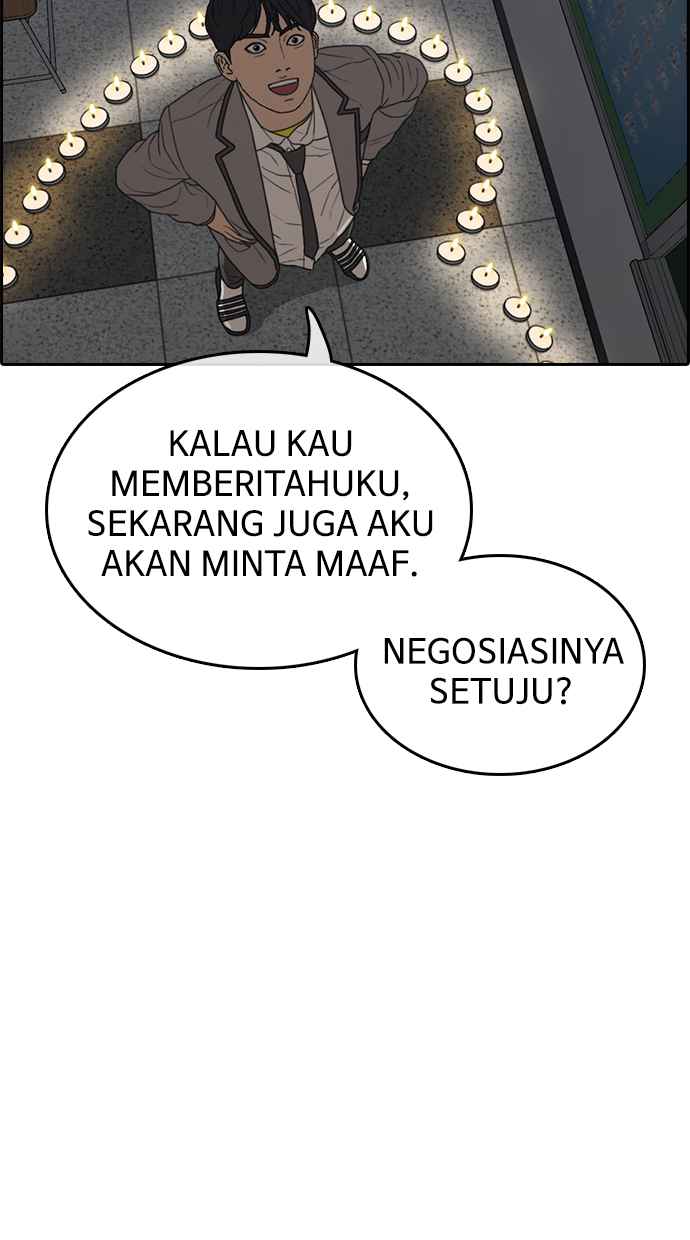 KALAU KAU
MEMBERITAHUKU,
SEKARANG JUGA AKU
AKAN MINTA MAAF.
NEGOSIASINYA
SETUJU?